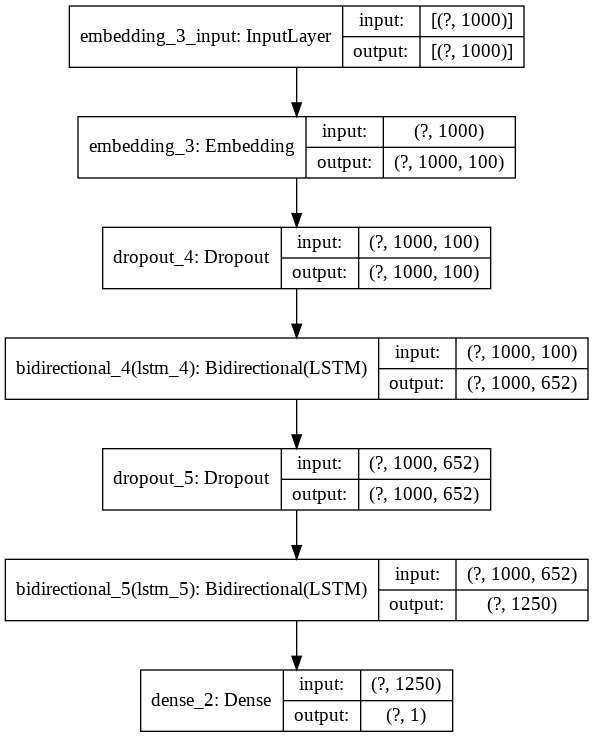 embedding_3_input: InputLayer
input: [(?, 1000)]
output: [(?, 1000)]
embedding_3: Embedding
input: (?, 1000)
output: (?, 1000, 100)
dropout_4: Dropout
input: (?, 1000, 100)
output: (?, 1000, 100)
bidirectional_4(lstm_4): Bidirectional(LSTM)
input: (?, 1000, 100)
output: (?, 1000, 652)
dropout_5: Dropout
input: (?, 1000, 652)
output: (?, 1000, 652)
bidirectional_5(lstm_5): Bidirectional(LSTM)
input: (?, 1000, 652)
output: (?, 1250)
dense_2: Dense
input: (?, 1250)
output: (?, 1)